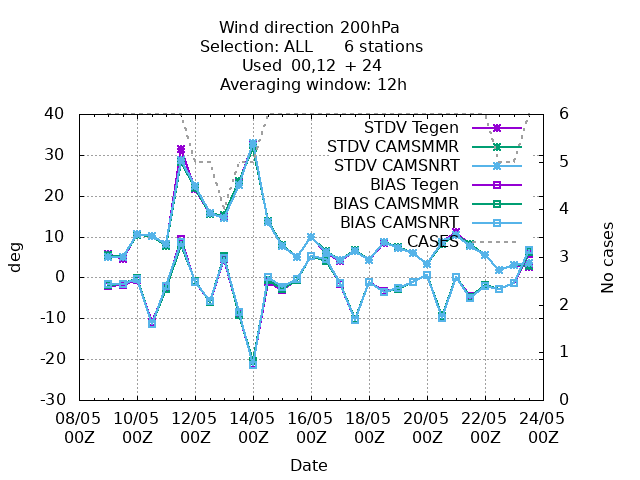 Wind direction 200hPa
Selection: ALL 6 stations
Used 00,12 + 24
Averaging window: 12h
STDV Tegen
STDV CAMSMMR
STDV CAMSNRT
BIAS Tegen
BIAS CAMSMMR
BIAS CAMSNRT
CASES
deg
40
30
20
10
0
-10
-20
-30
No cases
6
5
4
3
2
1
0
08/05 10/05 12/05 14/05 16/05 18/05 20/05 22/05 24/05
00Z 00Z 00Z 00Z 00Z 00Z 00Z 00Z 00Z
Date